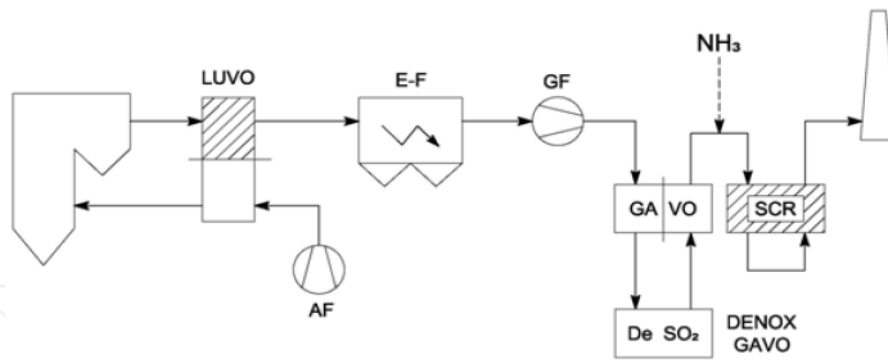 NH₃
LUVO
E-F
GF
GA VO
SCR
AF
De SO₂
DENOX
GAVO